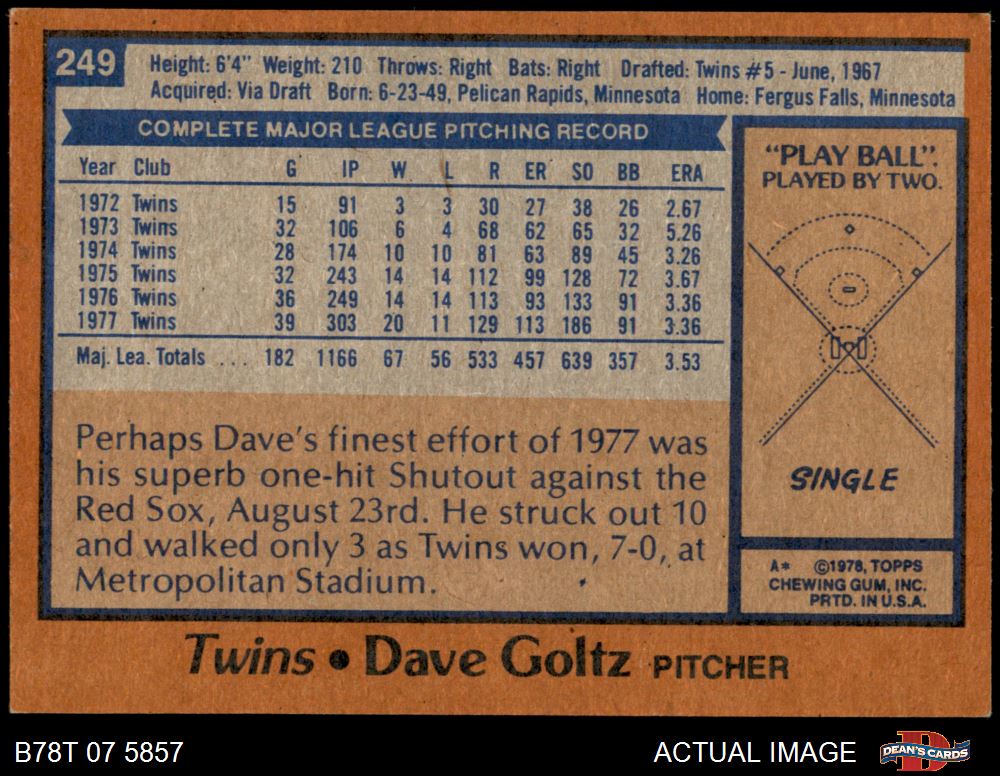 249
Height: 6'4" Weight: 210 Throws: Right Bats: Right Drafted: Twins #5 - June, 1967
Acquired: Via Draft Born: 6-23-49, Pelican Rapids, Minnesota Home: Fergus Falls, Minnesota
COMPLETE MAJOR LEAGUE PITCHING RECORD
Year Club G IP W L R ER SO BB ERA
1972 Twins 15 91 3 3 30 27 38 26 2.67
1973 Twins 32 106 6 4 68 62 65 32 5.26
1974 Twins 28 174 10 10 81 63 89 45 3.26
1975 Twins 32 243 14 14 112 99 128 72 3.67
1976 Twins 36 249 14 14 113 93 133 91 3.36
1977 Twins 39 303 20 11 129 113 186 91 3.36
Maj. Lea. Totals ... 182 1166 67 56 533 457 639 357 3.53
Perhaps Dave's finest effort of 1977 was
his superb one-hit Shutout against the
Red Sox, August 23rd. He struck out 10
and walked only 3 as Twins won, 7-0, at
Metropolitan Stadium.
"PLAY BALL".
PLAYED BY TWO.
SINGLE
A* ©1978, TOPPS
CHEWING GUM, INC.
PRTD. IN U.S.A.
Twins • Dave Goltz PITCHER
B78T 07 5857
ACTUAL IMAGE
DEAN'S CARDS